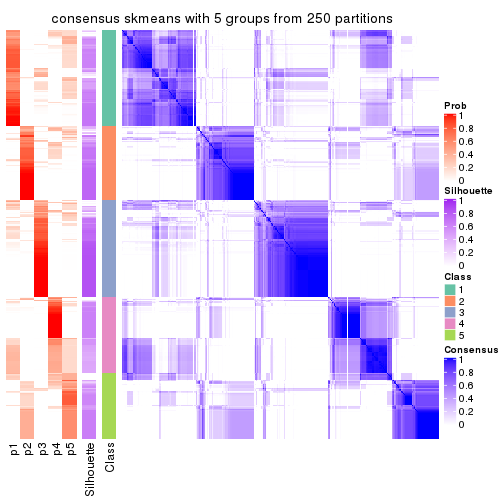 consensus skmeans with 5 groups from 250 partitions
Prob
1
0.8
0.6
0.4
0.2
0
Silhouette
1
0.8
0.6
0.4
0.2
0
Class
1
2
3
4
5
Consensus
1
0.8
0.6
0.4
0.2
0
p1
p2
p3
p4
p5
Silhouette
Class